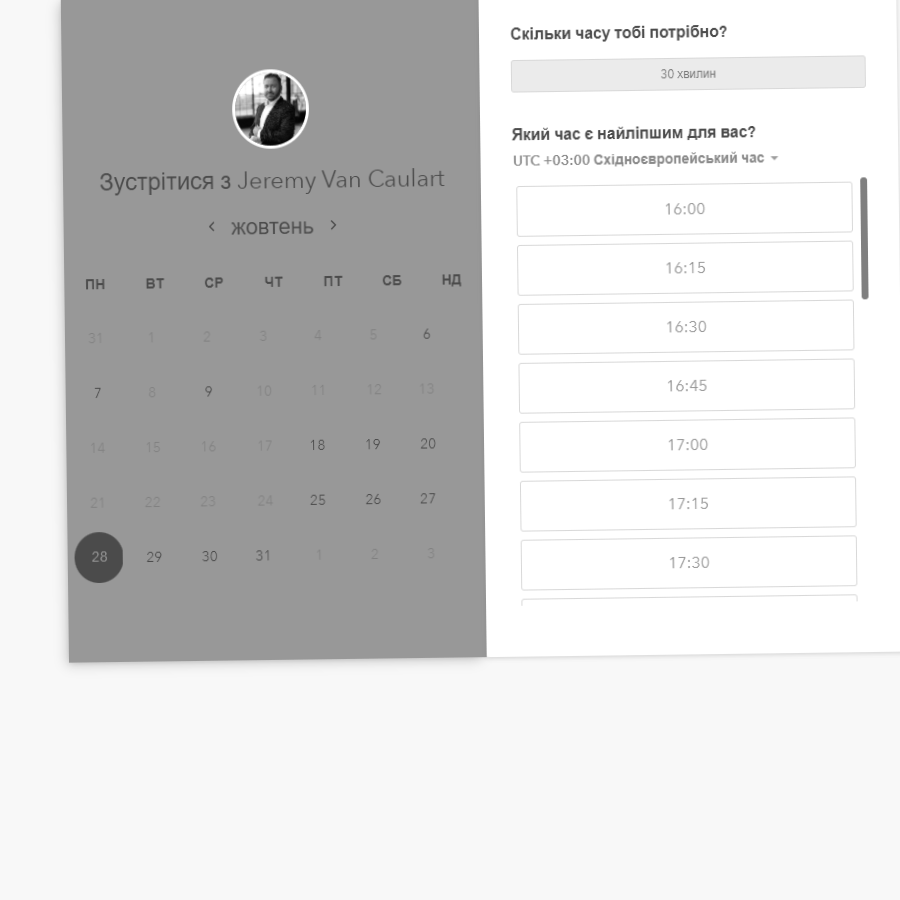 Зустрітися з Jeremy Van Caulart
‹ жовтень ›
ПН ВТ СР ЧТ ПТ СБ НД
31 1 2 3 4 5 6
7 8 9 10 11 12 13
14 15 16 17 18 19 20
21 22 23 24 25 26 27
28 29 30 31 1 2 3
Скільки часу тобі потрібно?
30 хвилин
Який час є найліпшим для вас?
UTC +03:00 Східноєвропейський час
16:00
16:15
16:30
16:45
17:00
17:15
17:30